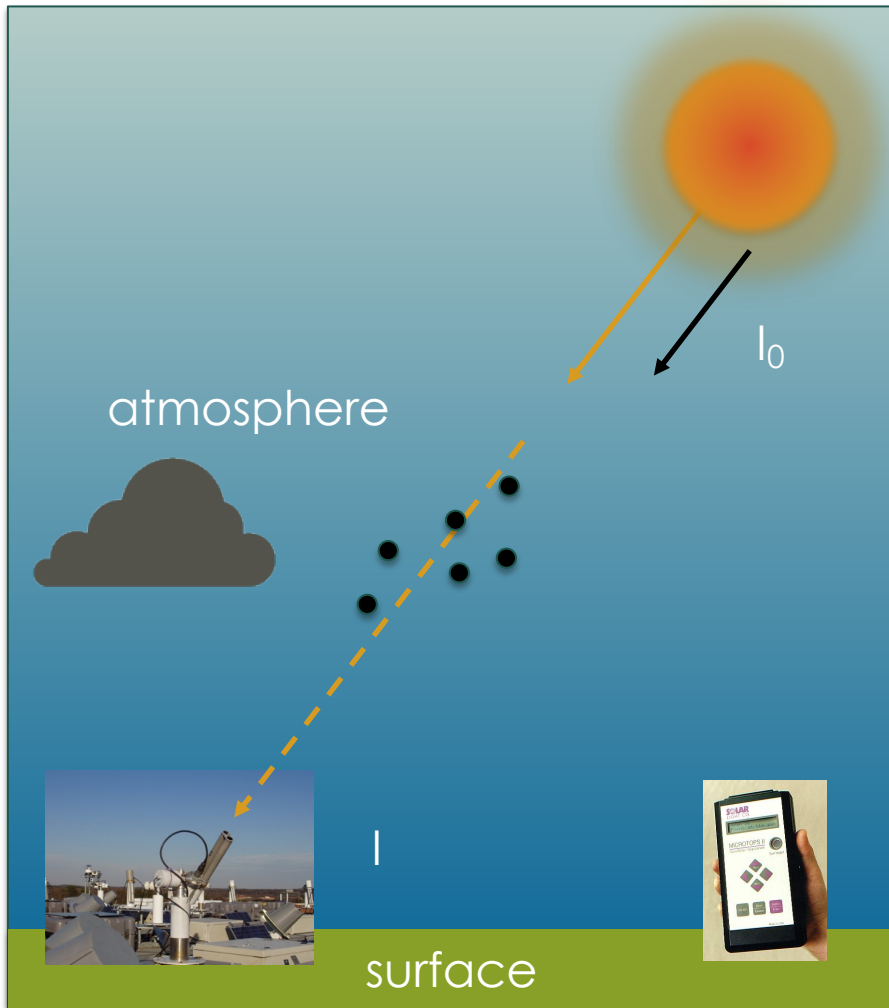 I₀
atmosphere
I
SOLAR
MICROTOPS II
surface